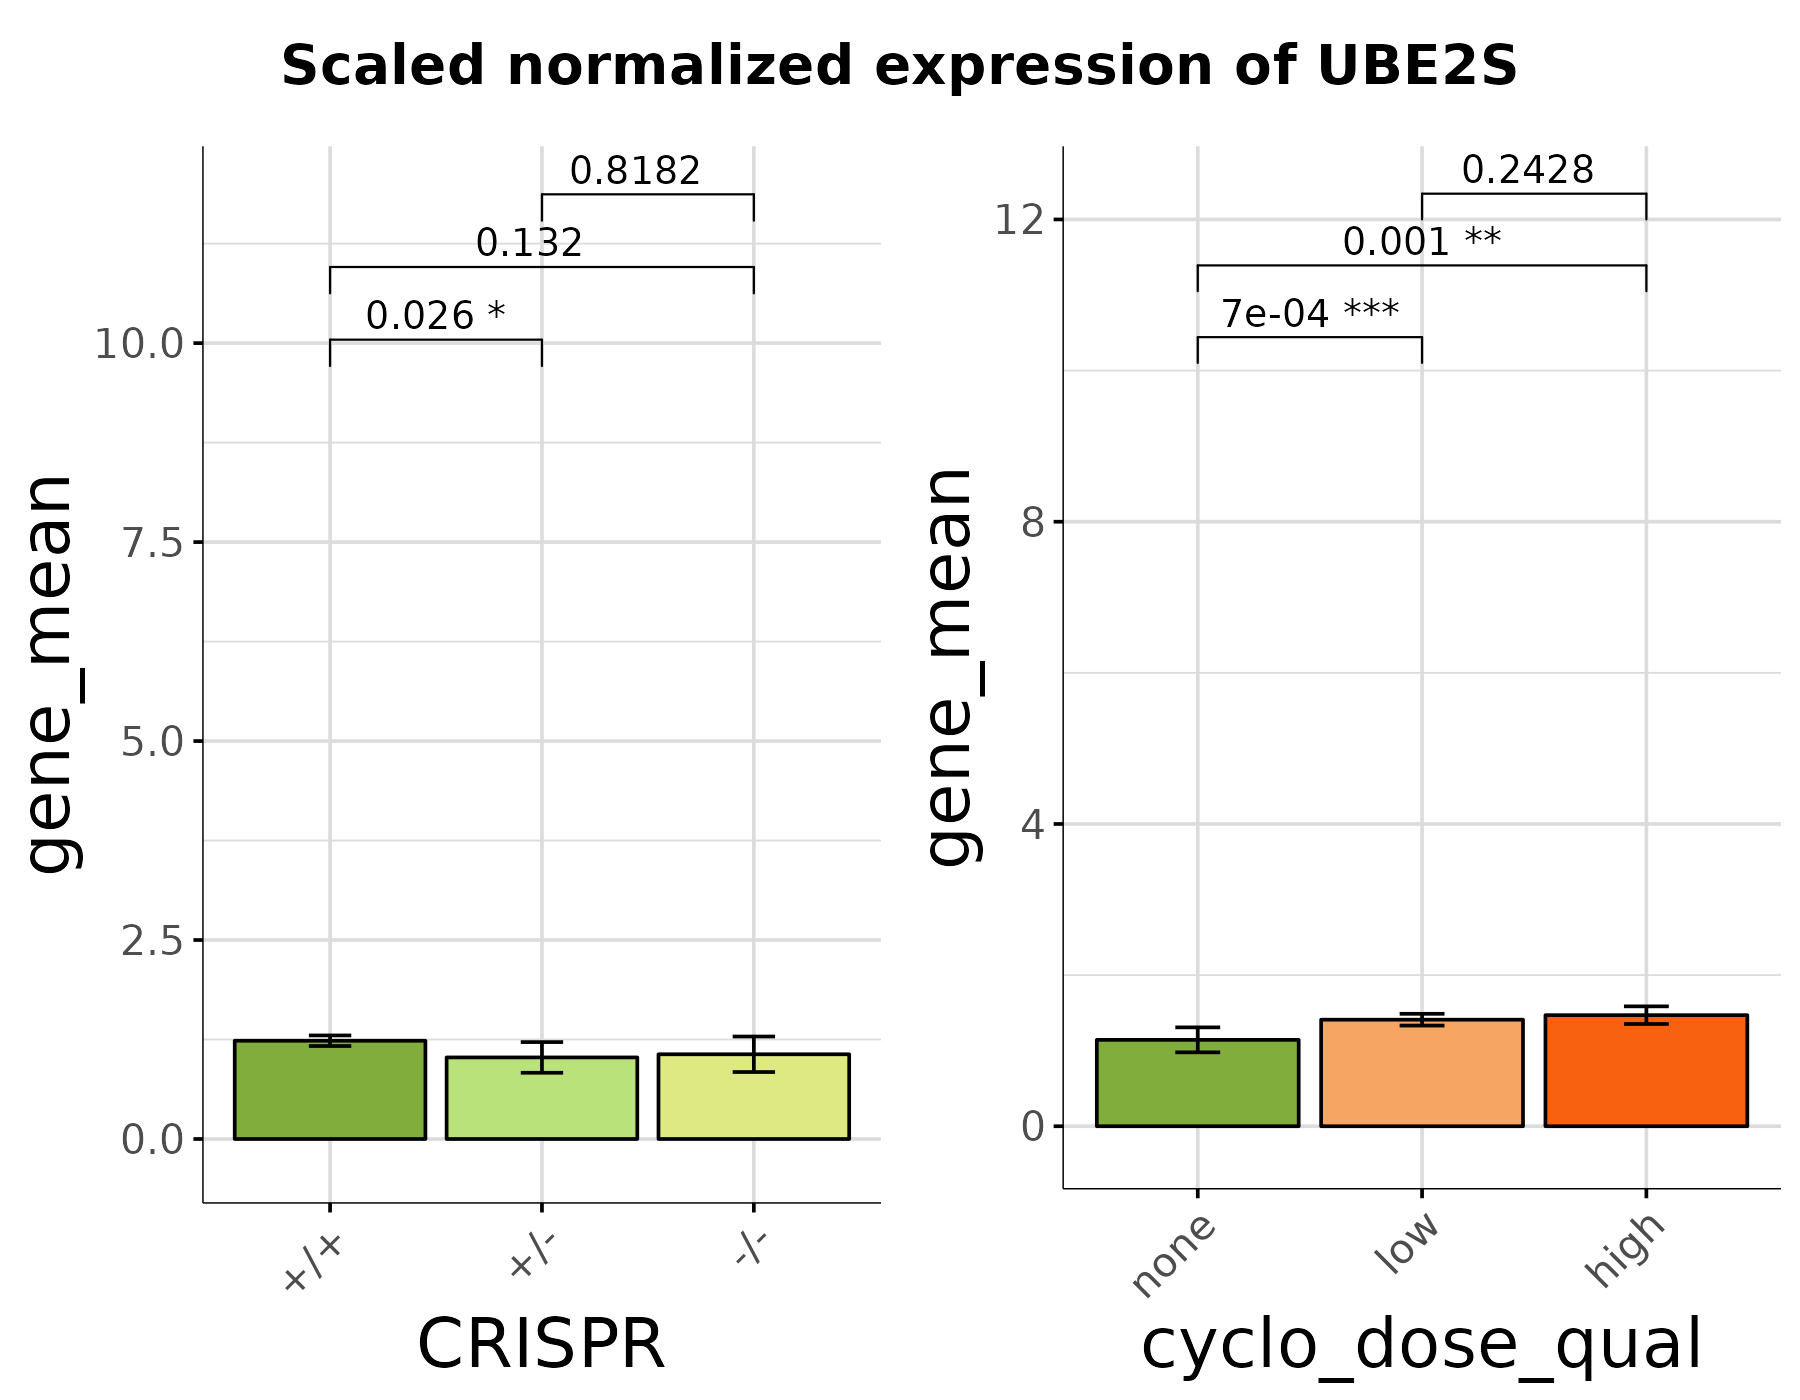 Scaled normalized expression of UBE2S
gene_mean
10.0
7.5
5.0
2.5
0.0
0.8182
0.132
0.026 *
+/+
+/-
-/-
CRISPR
gene_mean
12
8
4
0
0.2428
0.001 **
7e-04 ***
none
low
high
cyclo_dose_qual